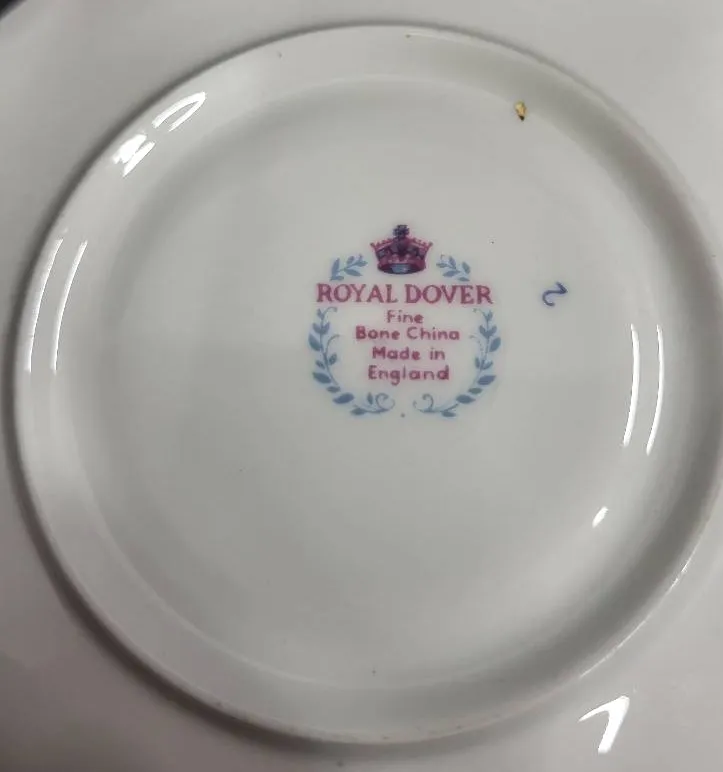 ROYAL DOVER
Fine
Bone China
Made in
England